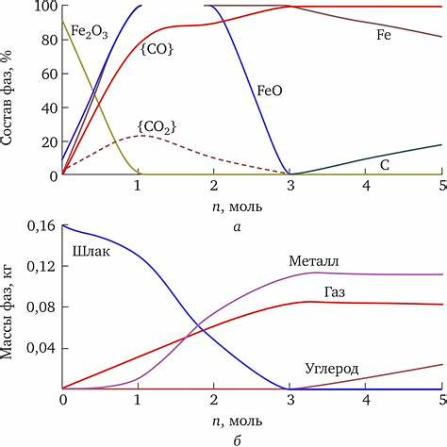 Состав фаз, %
100
80
60
40
20
0
Fe₂O₃
{CO}
{CO₂}
FeO
Fe
C
1
2
3
4
5
n, моль
а
Массы фаз, кг
0,16
0,12
0,08
0,04
Шлак
Металл
Газ
Углерод
0
1
2
3
4
5
n, моль
б